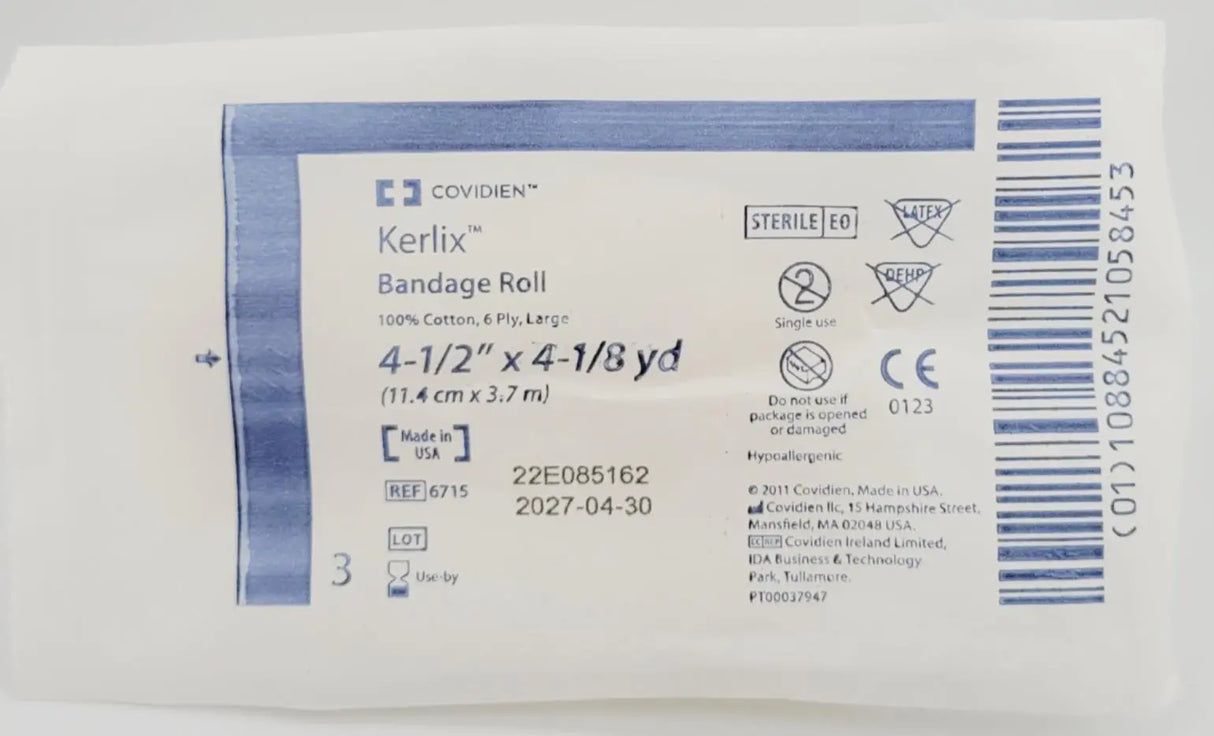 COVIDIEN™
Kerlix™
Bandage Roll
100% Cotton, 6 Ply, Large
4-1/2" x 4-1/8 yd
(11.4 cm x 3.7 m)
Made in
USA
REF 6715
22E085162
2027-04-30
LOT
3
Use-by
STERILE EO
LATEX
2
Single use
DEHP
Do not use if
package is opened
or damaged
CE
0123
Hypoallergenic
© 2011 Covidien. Made in USA.
Covidien llc, 15 Hampshire Street,
Mansfield, MA 02048 USA.
Covidien Ireland Limited,
IDA Business & Technology
Park, Tullamore.
PT00037947
(01)10884521058453